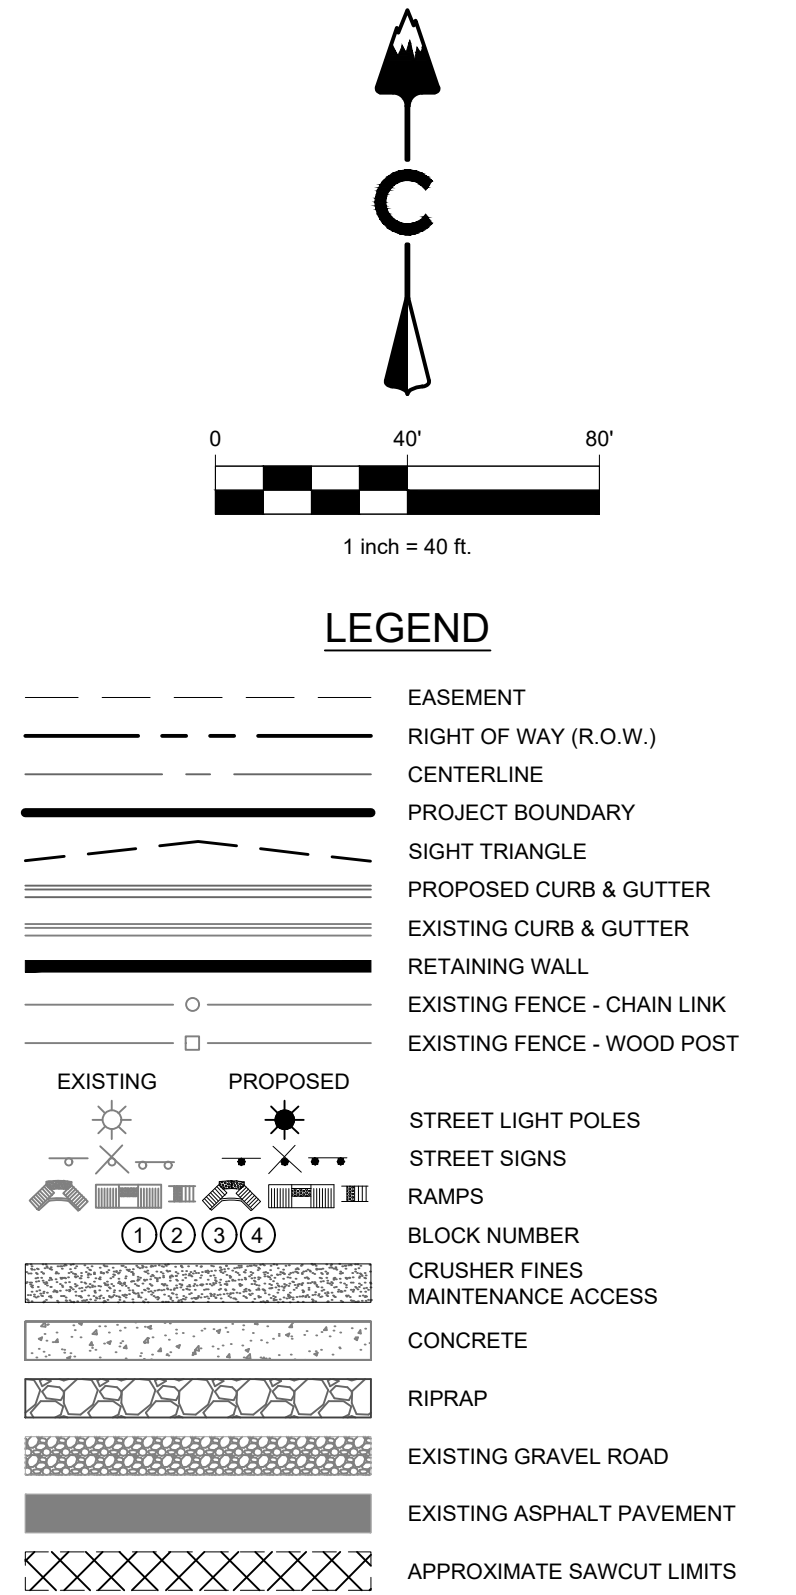 C
0 40' 80'
1 inch = 40 ft.
LEGEND
EASEMENT
RIGHT OF WAY (R.O.W.)
CENTERLINE
PROJECT BOUNDARY
SIGHT TRIANGLE
PROPOSED CURB & GUTTER
EXISTING CURB & GUTTER
RETAINING WALL
EXISTING FENCE - CHAIN LINK
EXISTING FENCE - WOOD POST
EXISTING PROPOSED
STREET LIGHT POLES
STREET SIGNS
RAMPS
1 2 3 4 BLOCK NUMBER
CRUSHER FINES
MAINTENANCE ACCESS
CONCRETE
RIPRAP
EXISTING GRAVEL ROAD
EXISTING ASPHALT PAVEMENT
APPROXIMATE SAWCUT LIMITS